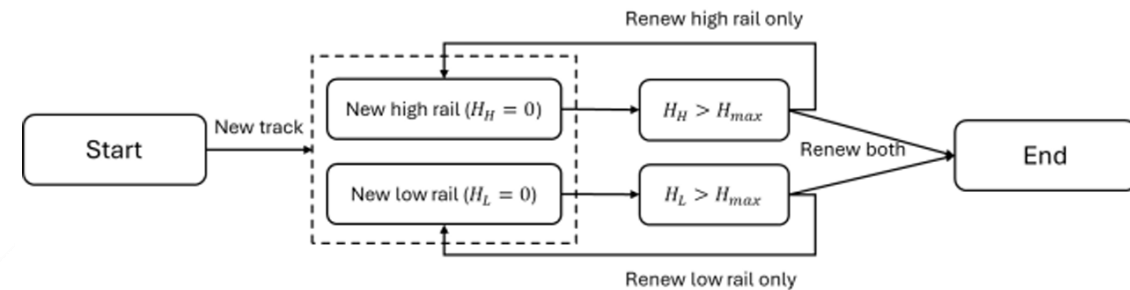 Renew high rail only
New high rail (H_H = 0)
H_H > H_max
Start
New track
Renew both
End
New low rail (H_L = 0)
H_L > H_max
Renew low rail only